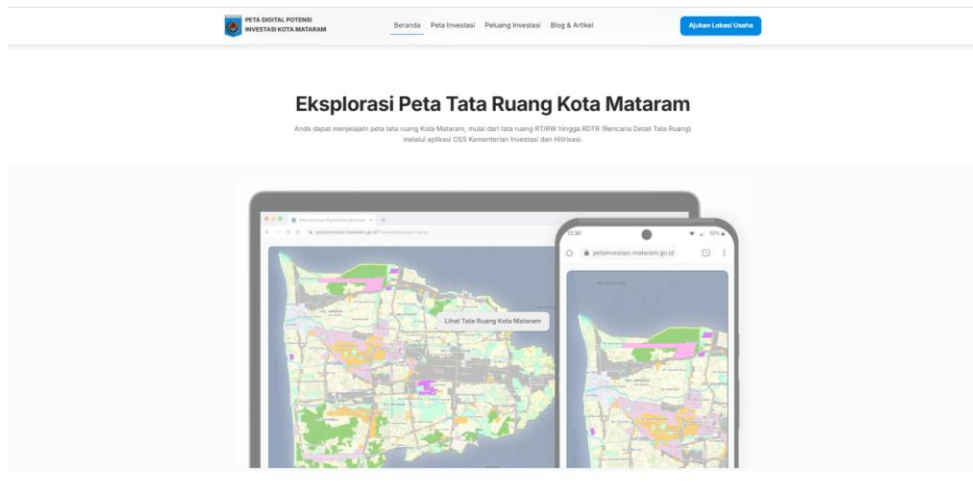 PETA DIGITAL POTENSI
INVESTASI KOTA MATARAM
Beranda Peta Investasi Peluang Investasi Blog & Artikel
Ajukan Lokasi Usaha
Eksplorasi Peta Tata Ruang Kota Mataram
Anda dapat menjelajahi peta tata ruang Kota Mataram, mulai dari tata ruang RT/RW hingga RDTR (Rencana Detail Tata Ruang)
melalui aplikasi OSS Kementerian Investasi dan Hilirisasi.
12:30
petainvestasi.mataram.go.id
Lihat Tata Ruang Kota Mataram